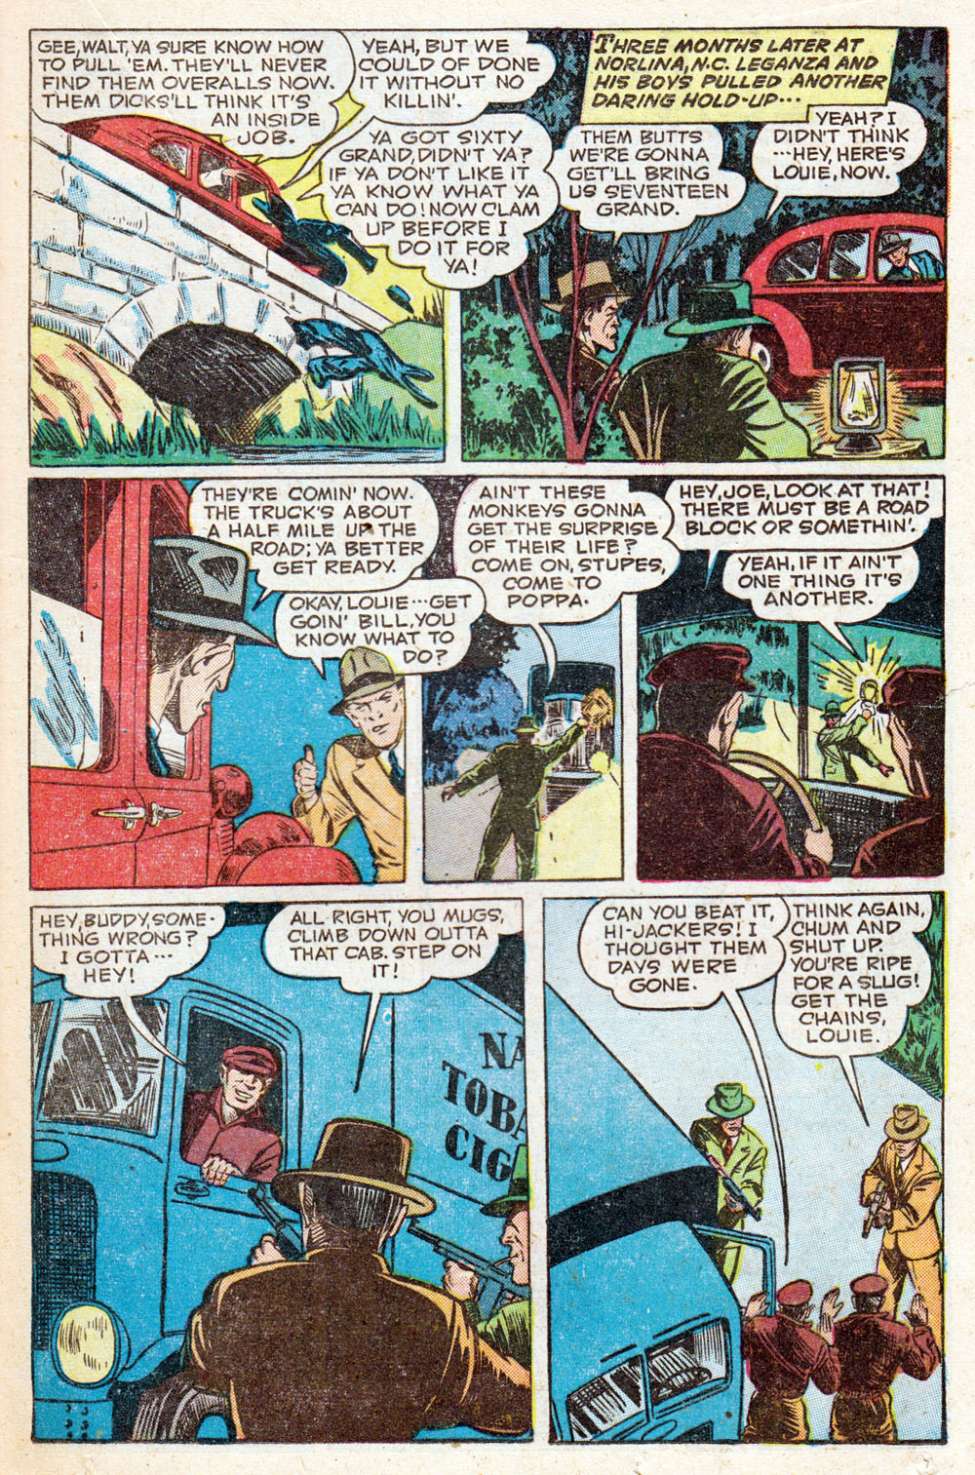 GEE, WALT, YA SURE KNOW HOW
TO PULL 'EM. THEY'LL NEVER
FIND THEM OVERALLS NOW.
THEM DICKS'LL THINK IT'S
AN INSIDE
JOB.
YEAH, BUT WE
COULD OF DONE
IT WITHOUT NO
KILLIN'.
YA GOT SIXTY
GRAND, DIDN'T YA?
IF YA DON'T LIKE IT
YA KNOW WHAT YA
CAN DO! NOW CLAM
UP BEFORE I
DO IT FOR
YA!
THREE MONTHS LATER AT
NORLINA, N.C. LEGANZA AND
HIS BOYS PULLED ANOTHER
DARING HOLD-UP...
THEM BUTTS
WE'RE GONNA
GET'LL BRING
US SEVENTEEN
GRAND.
YEAH? I
DIDN'T THINK
...HEY, HERE'S
LOUIE, NOW.
THEY'RE COMIN' NOW.
THE TRUCK'S ABOUT
A HALF MILE UP THE
ROAD; YA BETTER
GET READY.
OKAY, LOUIE...GET
GOIN' BILL, YOU
KNOW WHAT TO
DO?
AIN'T THESE
MONKEYS GONNA
GET THE SURPRISE
OF THEIR LIFE?
COME ON, STUPES,
COME TO
POPPA.
HEY, JOE, LOOK AT THAT!
THERE MUST BE A ROAD
BLOCK OR SOMETHIN'.
YEAH, IF IT AIN'T
ONE THING IT'S
ANOTHER.
HEY, BUDDY, SOME-
THING WRONG?
I GOTTA...
HEY!
ALL RIGHT, YOU MUGS,
CLIMB DOWN OUTTA
THAT CAB. STEP ON
IT!
NA
TOBA
CIG
CAN YOU BEAT IT,
HI-JACKERS! I
THOUGHT THEM
DAYS WERE
GONE.
THINK AGAIN,
CHUM AND
SHUT UP.
YOU'RE RIPE
FOR A SLUG!
GET THE
CHAINS,
LOUIE.